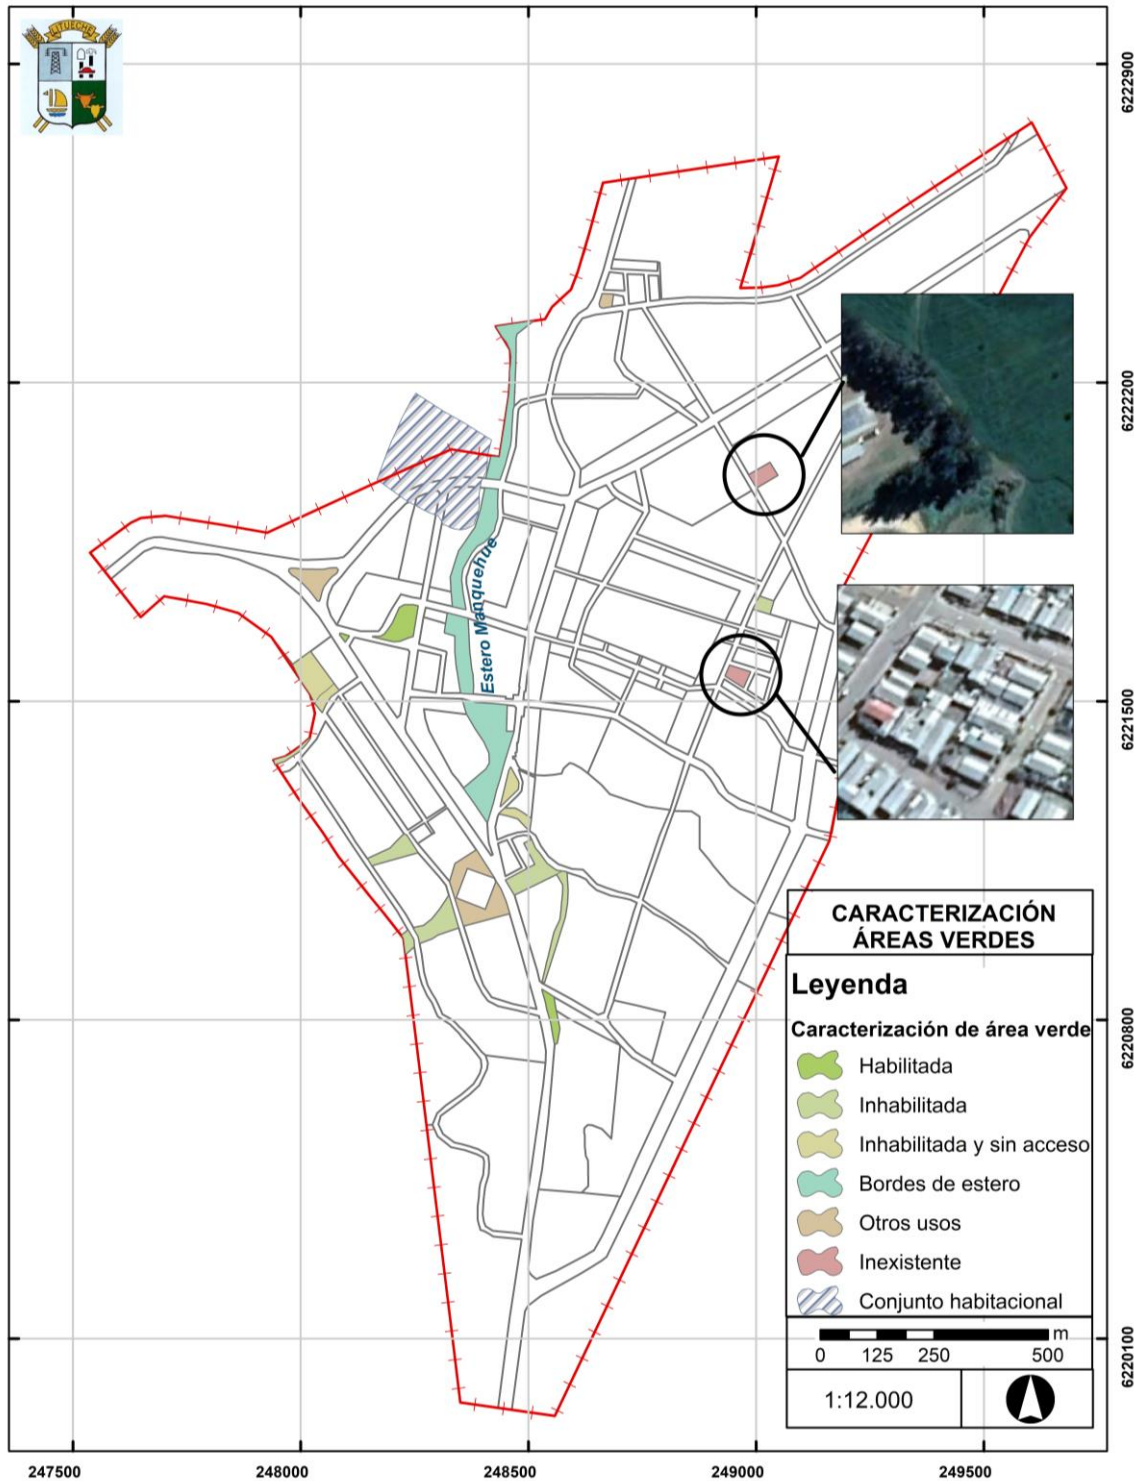 LITUECHE
6222900
6222200
6221500
6220800
6220100
Estero Manquehue
CARACTERIZACIÓN
ÁREAS VERDES
Leyenda
Caracterización de área verde
Habilitada
Inhabilitada
Inhabilitada y sin acceso
Bordes de estero
Otros usos
Inexistente
Conjunto habitacional
m
0 125 250 500
1:12.000
247500 248000 248500 249000 249500